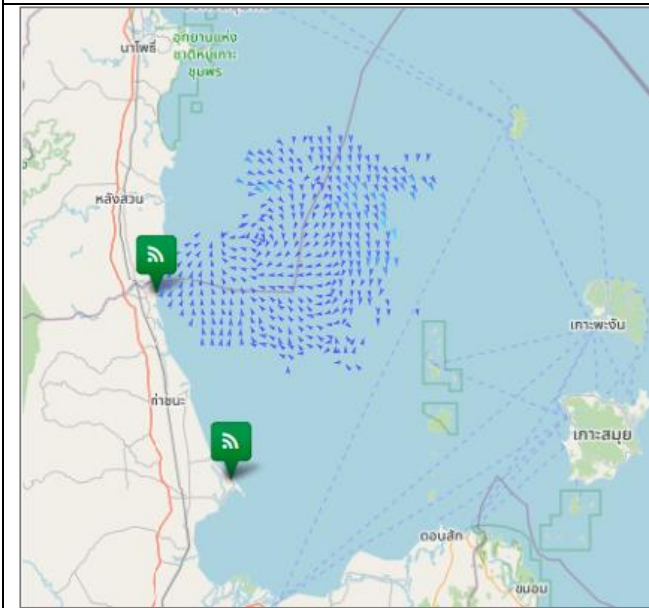 นาโพธิ์
อุทยานแห่ง
ชาติหมู่เกาะ
ชุมพร
หลังสวน
ท่าชนะ
เกาะพะงัน
เกาะสมุย
ดอนสัก
ขนอม